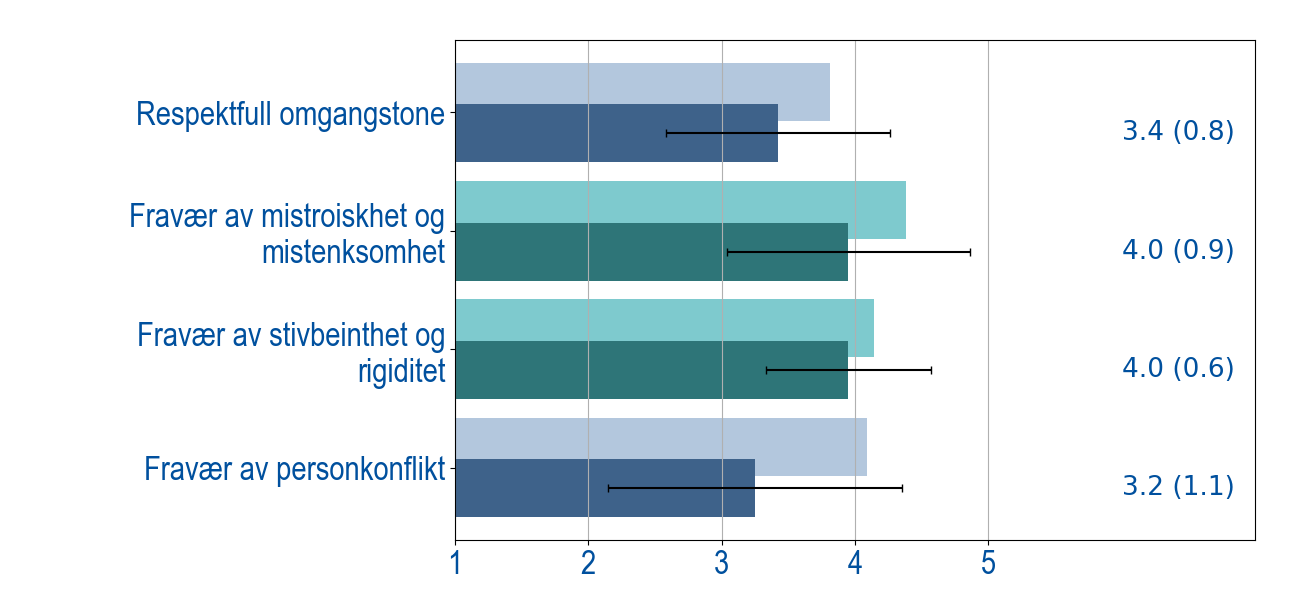 Respektfull omgangstone
3.4 (0.8)
Fravær av mistroiskhet og
mistenksomhet
4.0 (0.9)
Fravær av stivbeinthet og
rigiditet
4.0 (0.6)
Fravær av personkonflikt
3.2 (1.1)
1 2 3 4 5